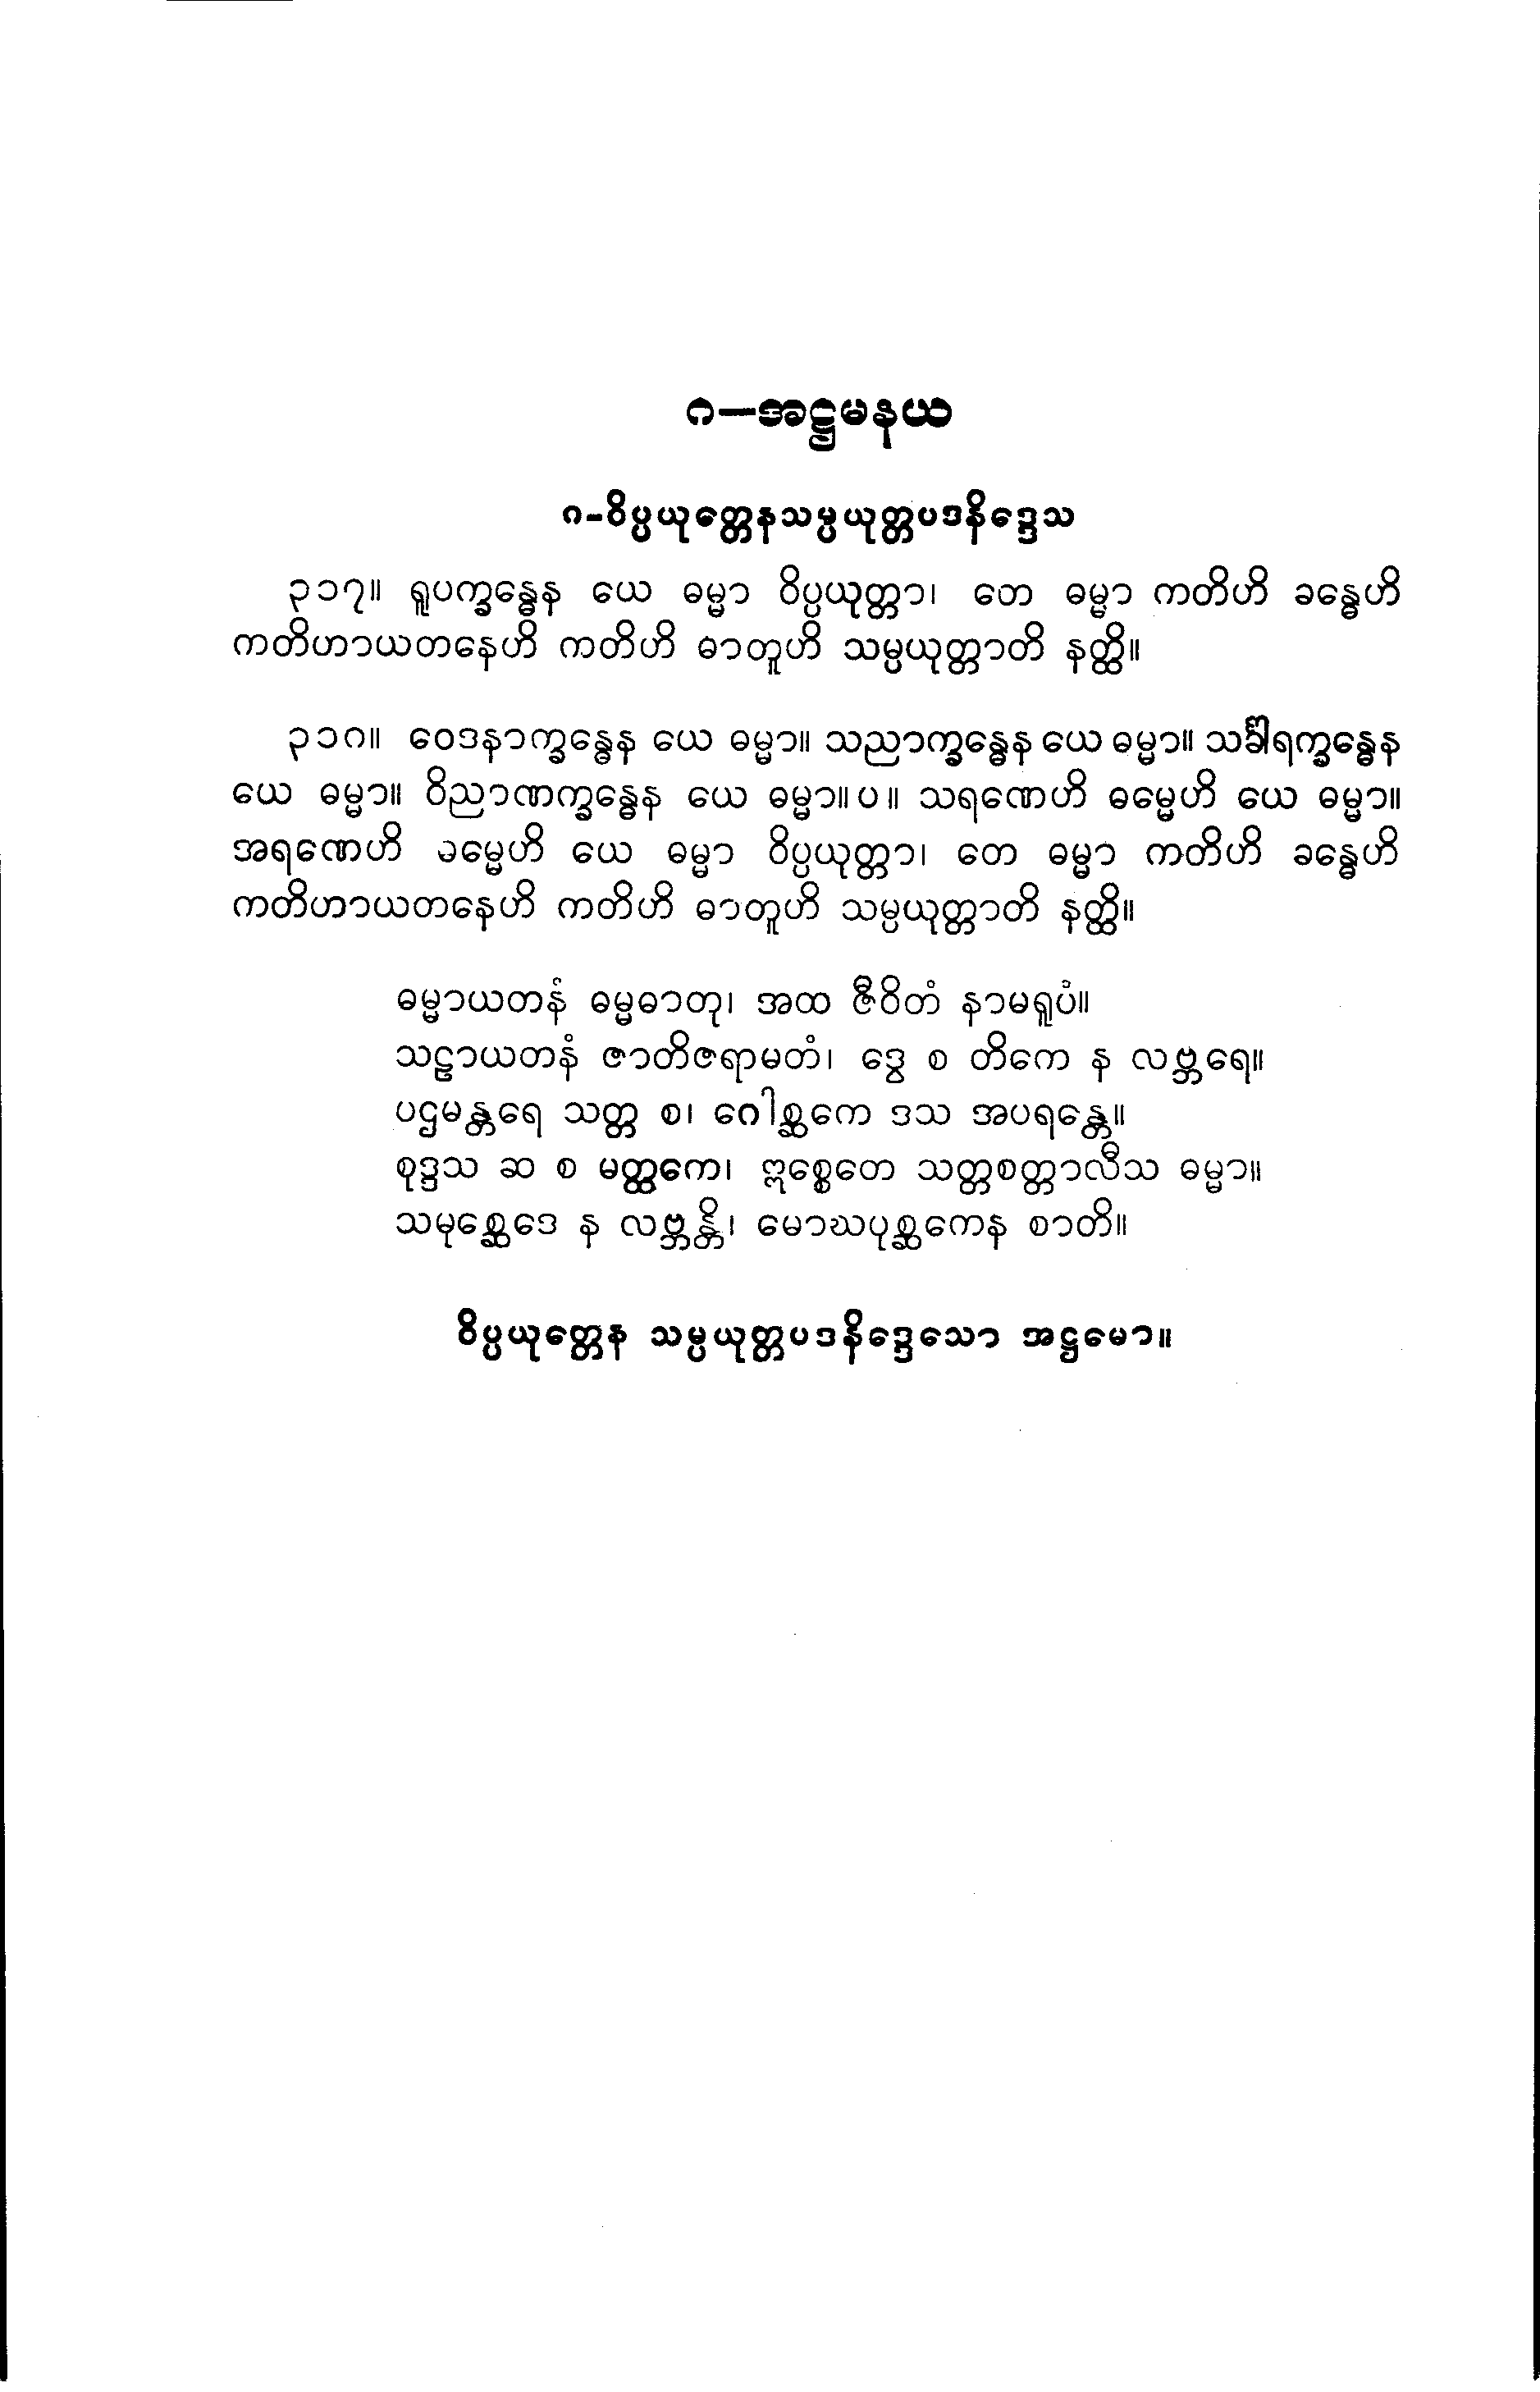 ၈–အဋ္ဌမနယ
၈-ဝိပ္ပယုတ္တေနသမ္ပယုတ္တပဒနိဒ္ဒေသ
၃၁၇။ ရူပက္ခန္ဓေန ယေ ဓမ္မာ ဝိပ္ပယုတ္တာ၊ တေ ဓမ္မာ ကတိဟိ ခန္ဓေဟိ
ကတိဟာယတနေဟိ ကတိဟိ ဓာတူဟိ သမ္ပယုတ္တာတိ နတ္ထိ။
၃၁၈။ ဝေဒနာက္ခန္ဓေန ယေ ဓမ္မာ။ သညာက္ခန္ဓေန ယေ ဓမ္မာ။ သင်္ခါရက္ခန္ဓေန
ယေ ဓမ္မာ။ ဝိညာဏက္ခန္ဓေန ယေ ဓမ္မာ။ ပ ။ သရဏေဟိ ဓမ္မေဟိ ယေ ဓမ္မာ။
အရဏေဟိ ဓမ္မေဟိ ယေ ဓမ္မာ ဝိပ္ပယုတ္တာ၊ တေ ဓမ္မာ ကတိဟိ ခန္ဓေဟိ
ကတိဟာယတနေဟိ ကတိဟိ ဓာတူဟိ သမ္ပယုတ္တာတိ နတ္ထိ။
ဓမ္မာယတနံ ဓမ္မဓာတု၊ အထ ဇီဝိတံ နာမရူပံ။
သဠာယတနံ ဇာတိဇရာမတံ၊ ဒွေ စ တိကေ န လဗ္ဘရေ။
ပဌမန္တရေ သတ္တ စ၊ ဂေါစ္ဆကေ ဒသ အပရန္တေ။
စုဒ္ဒသ ဆ စ မတ္ထကေ၊ ဣစ္စေတေ သတ္တစတ္တာလီသ ဓမ္မာ။
သမုစ္ဆေဒေ န လဗ္ဘန္တိ၊ မောဃပုစ္ဆကေန စာတိ။
ဝိပ္ပယုတ္တေန သမ္ပယုတ္တပဒနိဒ္ဒေသော အဋ္ဌမော။